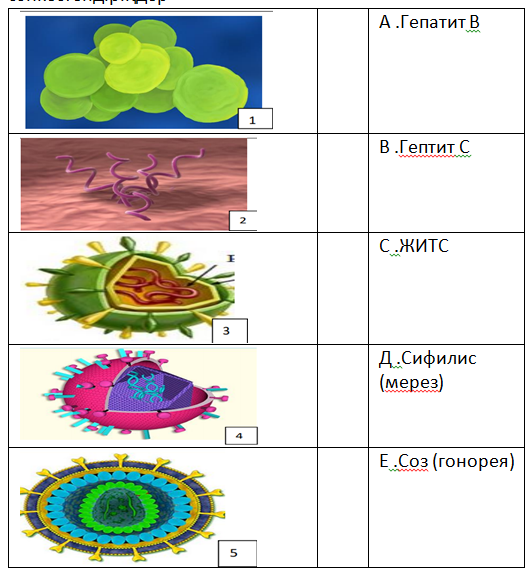 А .Гепатит В
1
В .Гептит С
2
С .ЖИТС
3
Д .Сифилис
(мерез)
4
Е .Соз (гонорея)
5